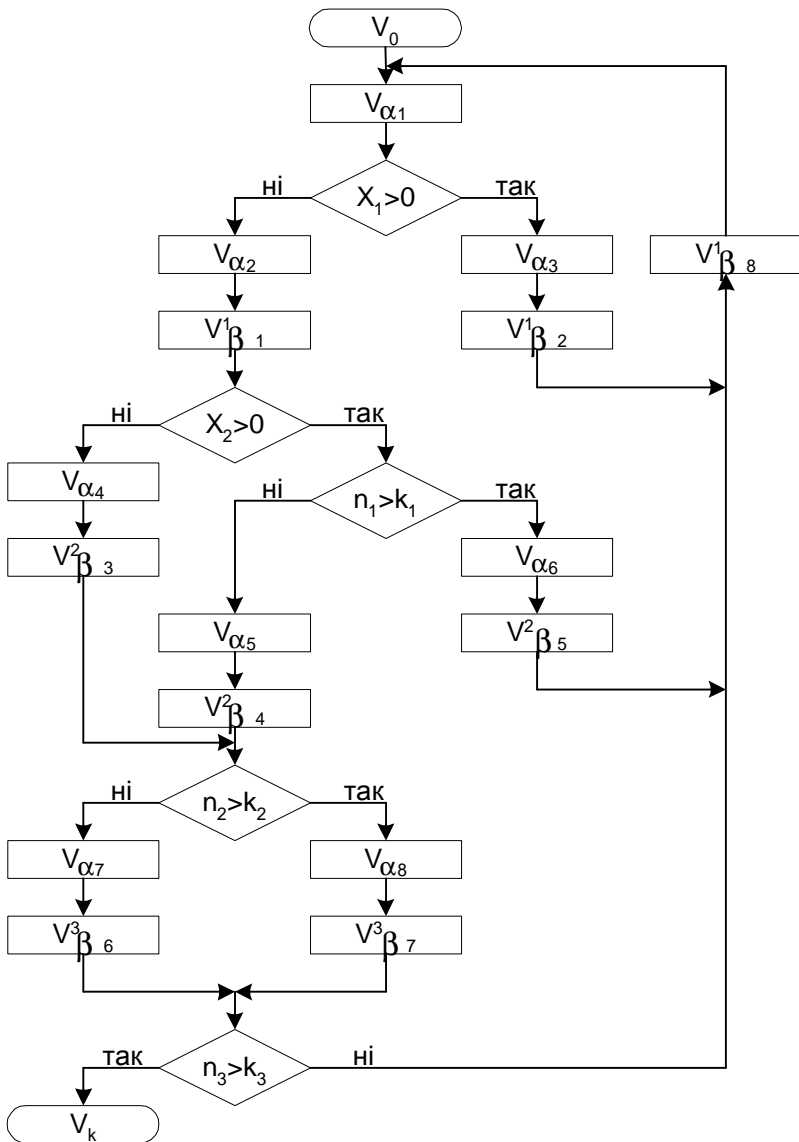 V₀
Vα₁
ні X₁>0 так
Vα₂ Vα₃ V¹β₈
V¹β₁ V¹β₂
ні X₂>0 так
Vα₄ ні n₁>k₁ так
V²β₃ Vα₆
Vα₅ V²β₅
V²β₄
ні n₂>k₂ так
Vα₇ Vα₈
V³β₆ V³β₇
так n₃>k₃ ні
Vₖ